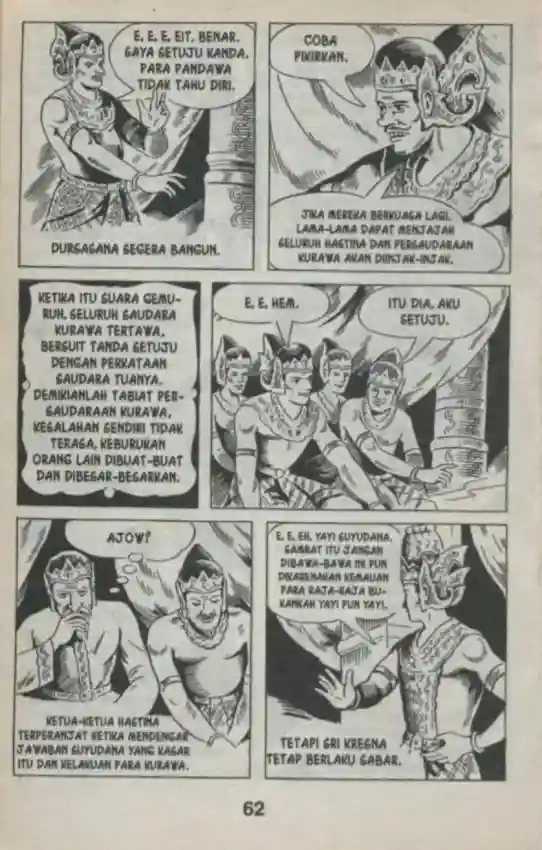 E, E, E, EIT, BENAR.
SAYA SETUJU KANDA.
PARA PANDAWA
TIDAK TAHU DIRI.
DURSASANA SEGERA BANGUN.
COBA
PIKIRKAN.
JIKA MEREKA BERKUASA LAGI,
LAMA-LAMA DAPAT MENJAJAH
SELURUH HASTINA DAN PERSAUDARAAN
KURAWA AKAN DIINJAK-INJAK.
KETIKA ITU SUARA GEMU-
RUH. SELURUH SAUDARA
KURAWA TERTAWA,
BERSUIT TANDA SETUJU
DENGAN PERKATAAN
SAUDARA TUANYA.
DEMIKIANLAH TABIAT PER-
SAUDARAAN KURAWA,
KESALAHAN SENDIRI TIDAK
TERASA, KEBURUKAN
ORANG LAIN DIBUAT-BUAT
DAN DIBESAR-BESARKAN.
E, E, HEM.
ITU DIA, AKU
SETUJU.
AJOW?
KETUA-KETUA HASTINA
TERPERANJAT KETIKA MENDENGAR
JAWABAN SUYUDANA YANG KASAR
ITU DAN KELAKUAN PARA KURAWA.
E, E, EH, YAYI SUYUDANA.
SAMBAT ITU JANGAN
DIBAWA-BAWA INI PUN
DIKARENAKAN KEMAUAN
PARA RAJA-RAJA BU-
KANKAH YAYI PUN YAYI.
TETAPI SRI KRESNA
TETAP BERLAKU SABAR.
62